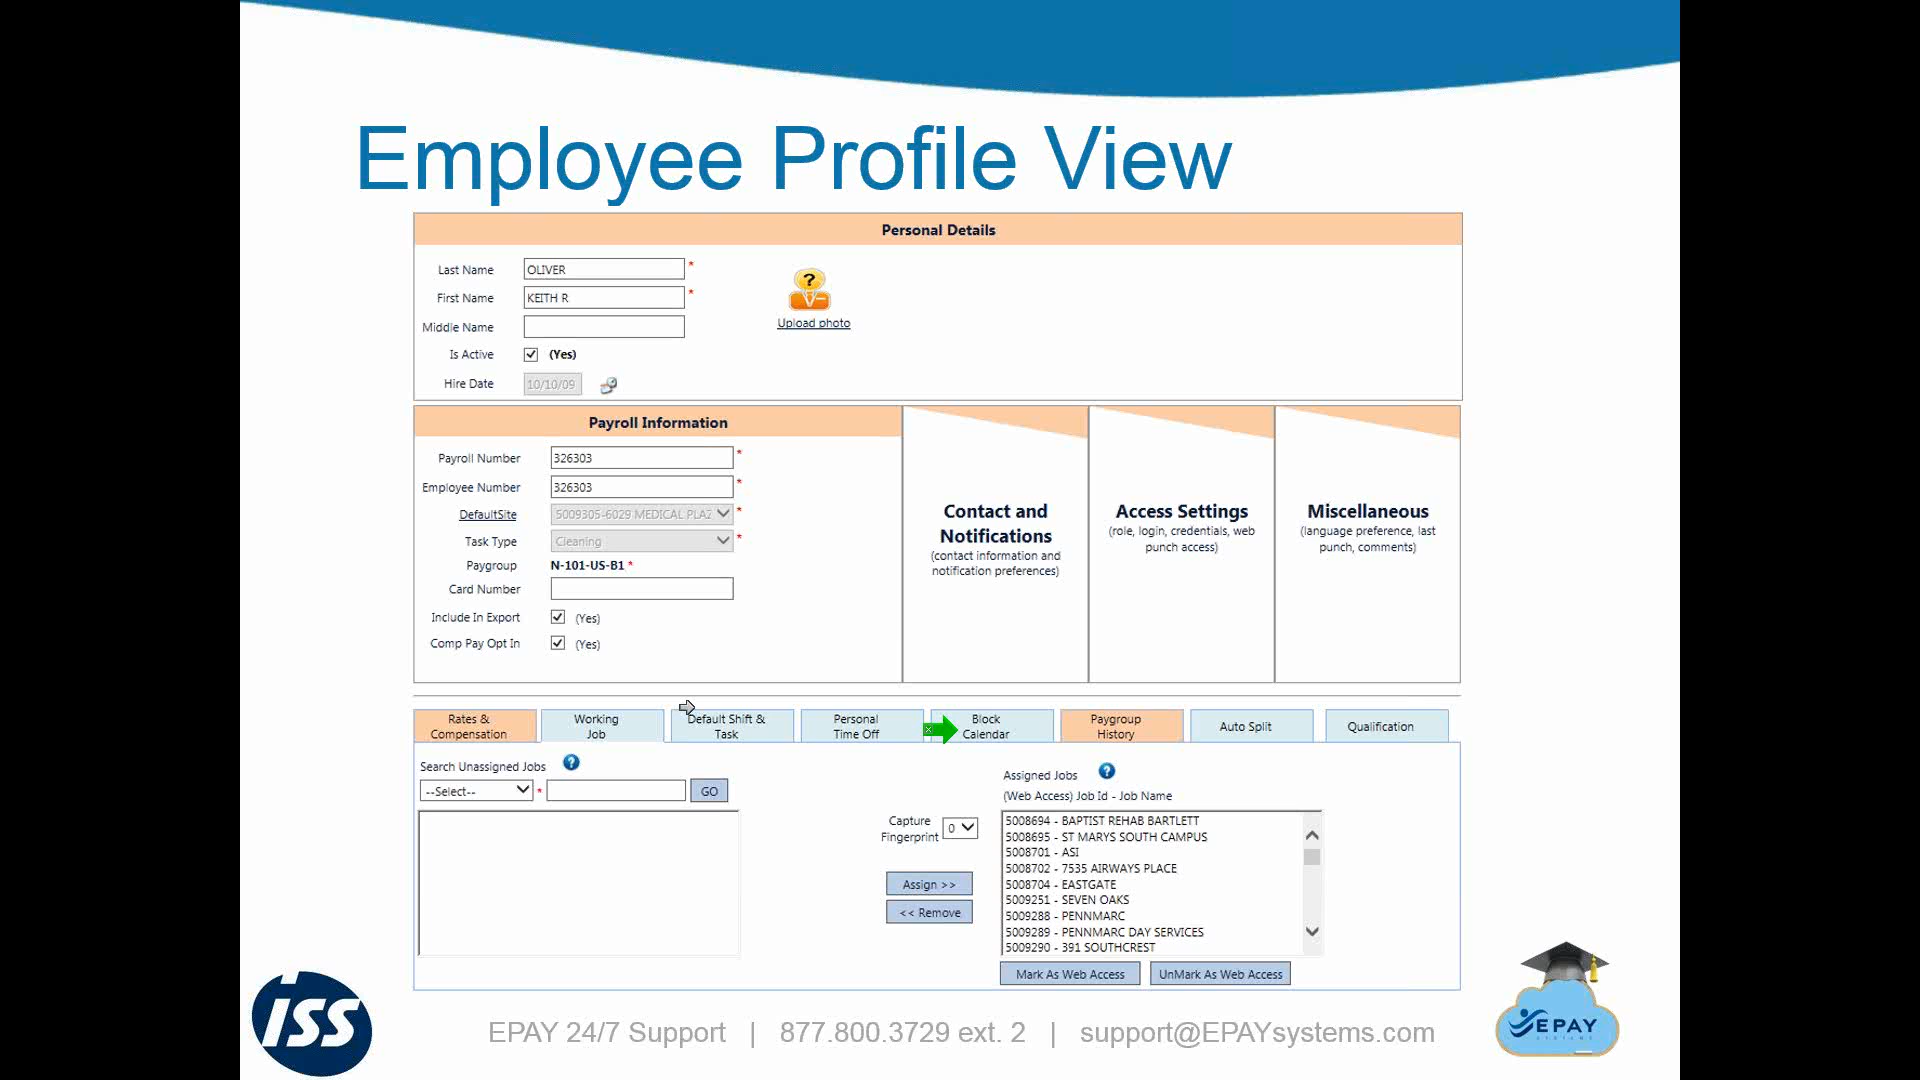 Employee Profile View
Personal Details
Last Name OLIVER *
First Name KEITH R *
Middle Name
Upload photo
Is Active (Yes)
Hire Date 10/10/09
Payroll Information
Payroll Number 326303 *
Employee Number 326303 *
DefaultSite 5009305-6029 MEDICAL PLAZ *
Task Type Cleaning *
Paygroup N-101-US-B1 *
Card Number
Include In Export (Yes)
Comp Pay Opt In (Yes)
Contact and
Notifications
(contact information and
notification preferences)
Access Settings
(role, login, credentials, web
punch access)
Miscellaneous
(language preference, last
punch, comments)
Rates &
Compensation
Working
Job
Default Shift &
Task
Personal
Time Off
Block
Calendar
Paygroup
History
Auto Split
Qualification
Search Unassigned Jobs ?
--Select-- * GO
Capture
Fingerprint 0
Assign >>
<< Remove
Assigned Jobs ?
(Web Access) Job Id - Job Name
5008694 - BAPTIST REHAB BARTLETT
5008695 - ST MARYS SOUTH CAMPUS
5008701 - ASI
5008702 - 7535 AIRWAYS PLACE
5008704 - EASTGATE
5009251 - SEVEN OAKS
5009288 - PENNMARC
5009289 - PENNMARC DAY SERVICES
5009290 - 391 SOUTHCREST
Mark As Web Access UnMark As Web Access
ISS
EPAY 24/7 Support | 877.800.3729 ext. 2 | support@EPAYsystems.com
EPAY
SYSTEMS